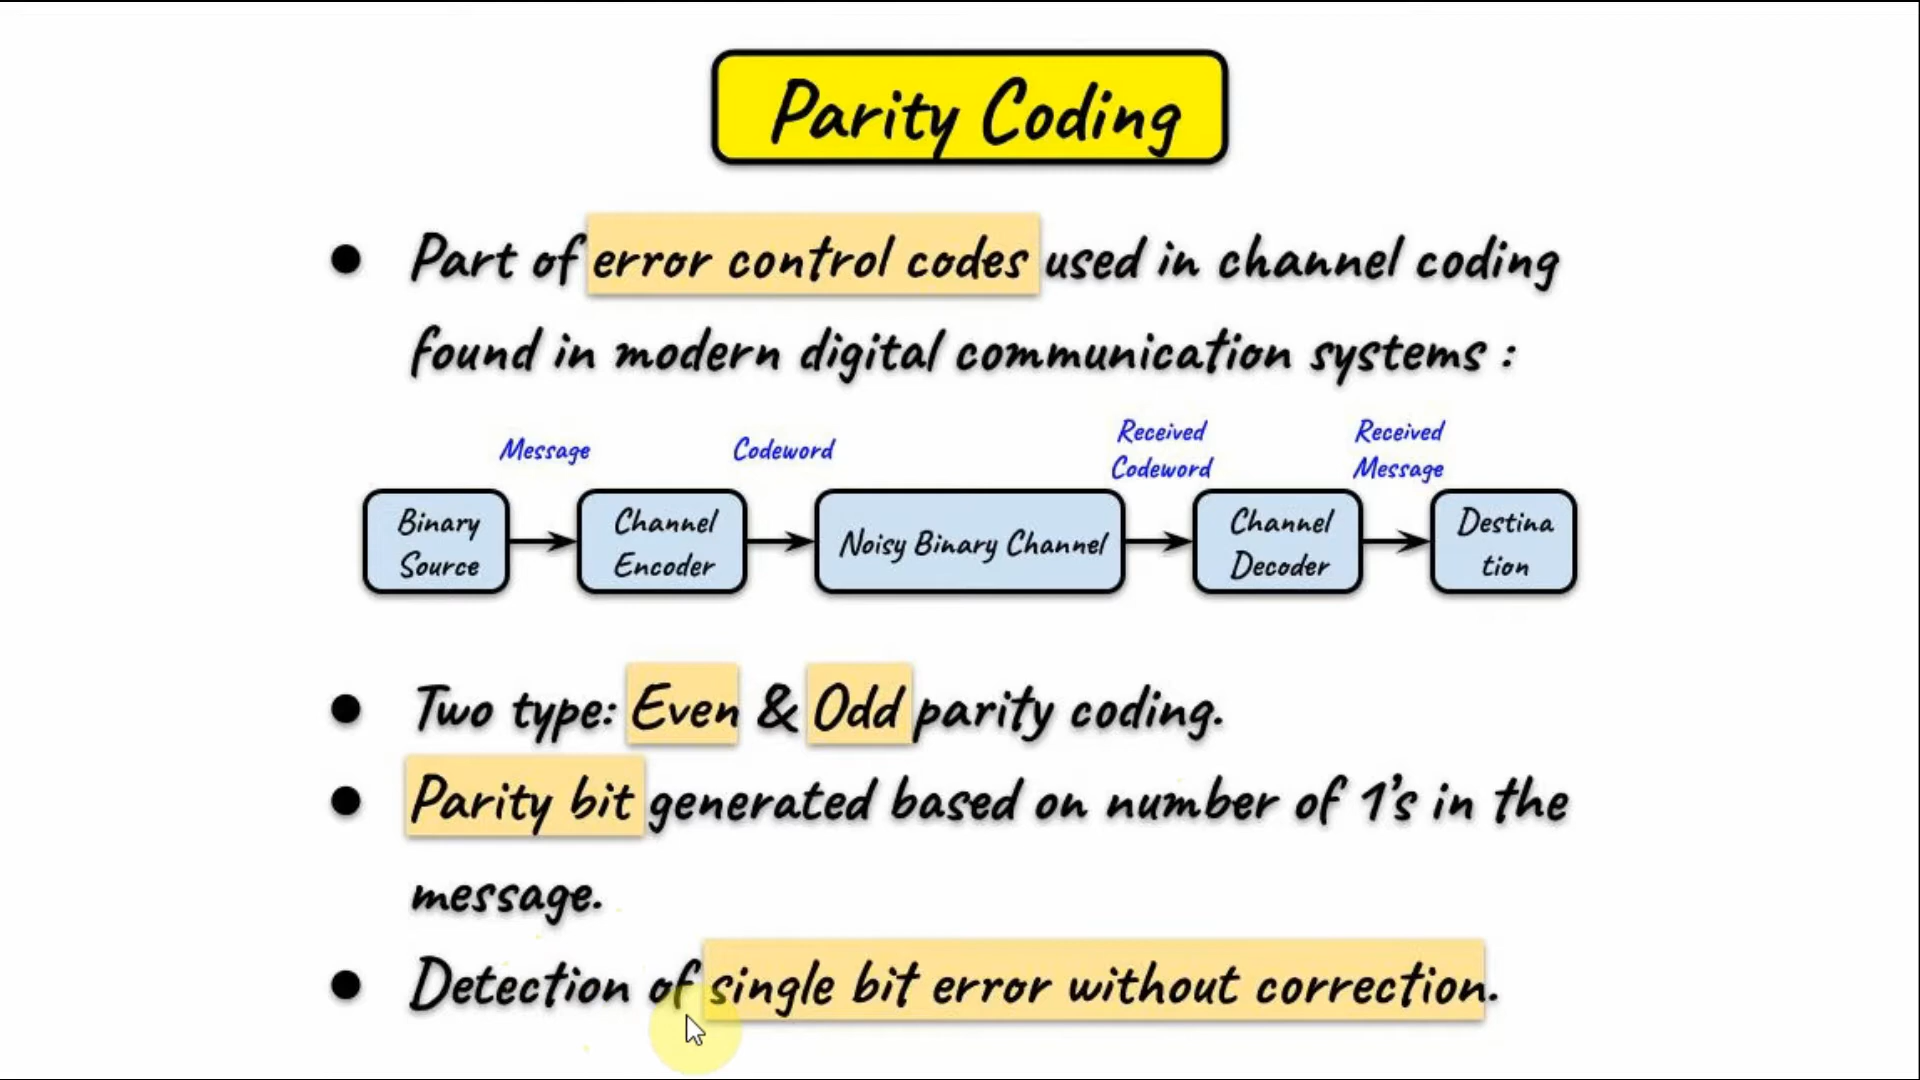 Parity Coding
● Part of error control codes used in channel coding
found in modern digital communication systems :
Message Codeword Received Codeword Received Message
Binary Source Channel Encoder Noisy Binary Channel Channel Decoder Destina tion
● Two type: Even & Odd parity coding.
● Parity bit generated based on number of 1's in the
message.
● Detection of single bit error without correction.